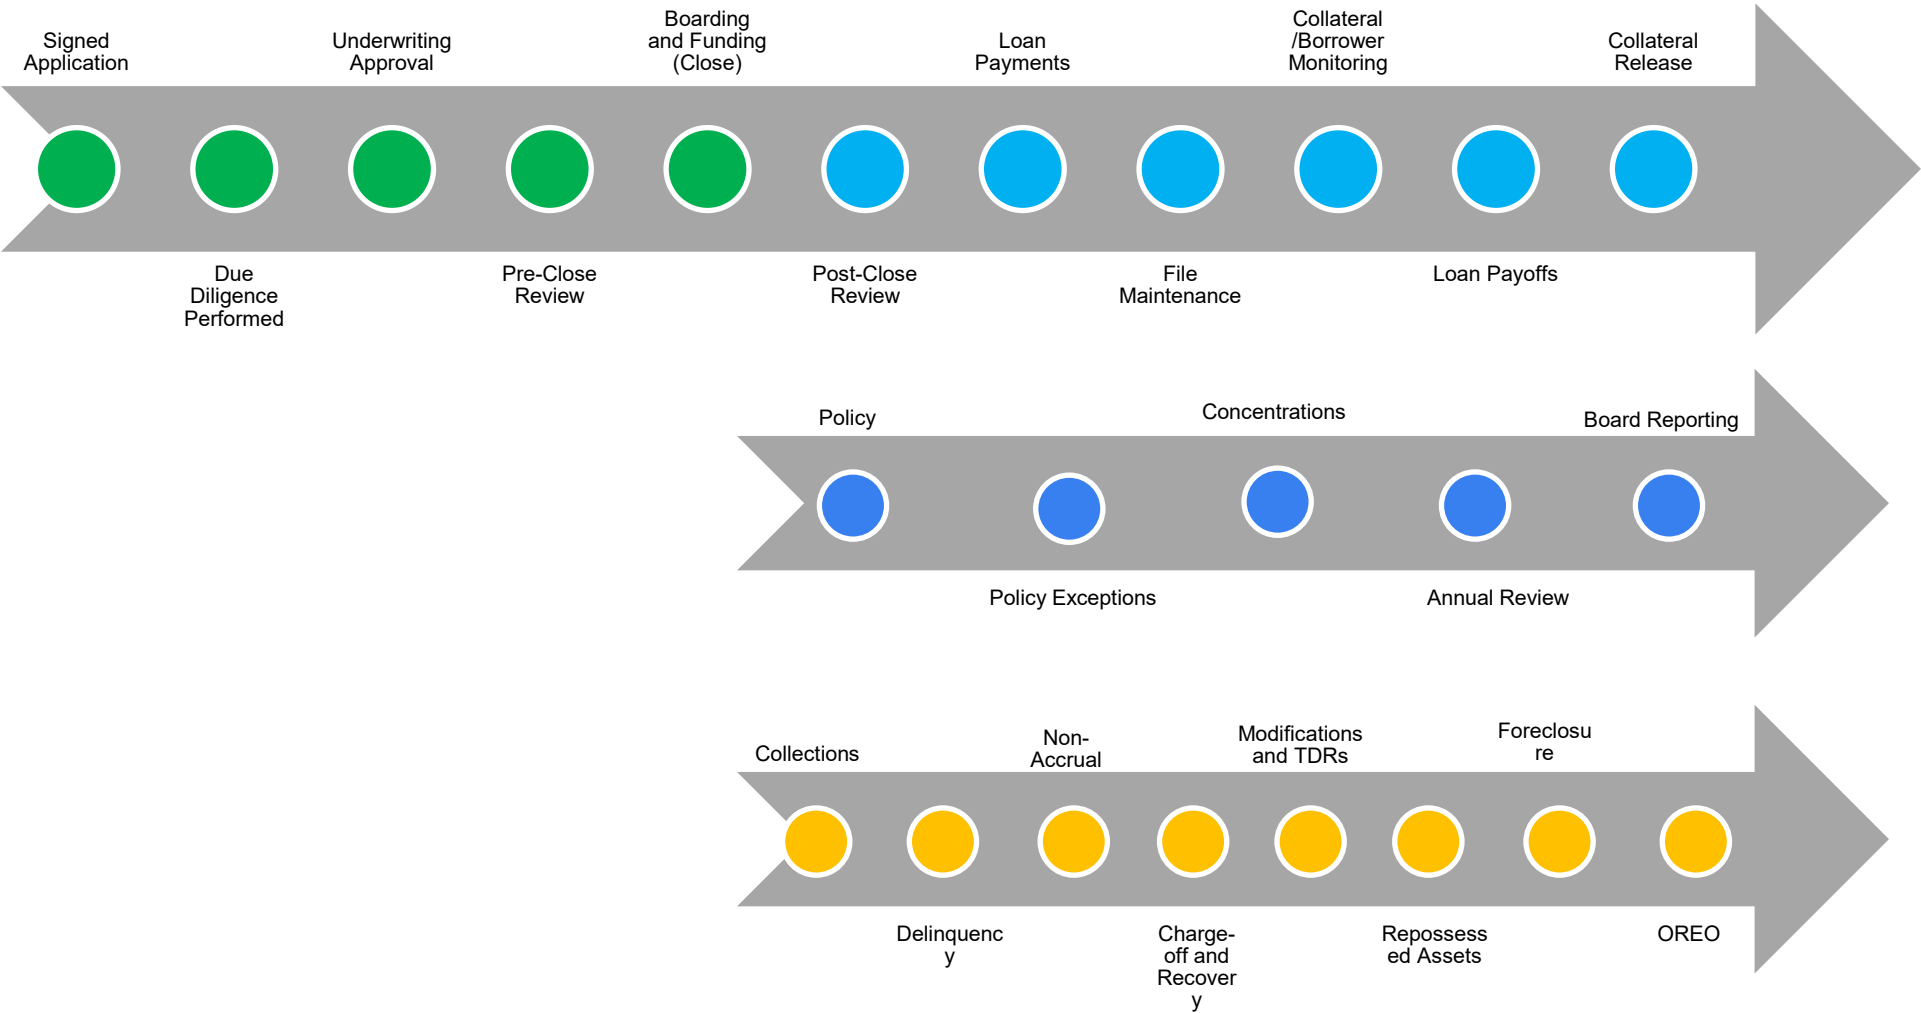 Signed
Application
Underwriting
Approval
Boarding
and Funding
(Close)
Loan
Payments
Collateral
/Borrower
Monitoring
Collateral
Release
Due
Diligence
Performed
Pre-Close
Review
Post-Close
Review
File
Maintenance
Loan Payoffs
Policy
Concentrations
Board Reporting
Policy Exceptions
Annual Review
Collections
Non-
Accrual
Modifications
and TDRs
Foreclosu
re
Delinquenc
y
Charge-
off and
Recover
y
Repossess
ed Assets
OREO